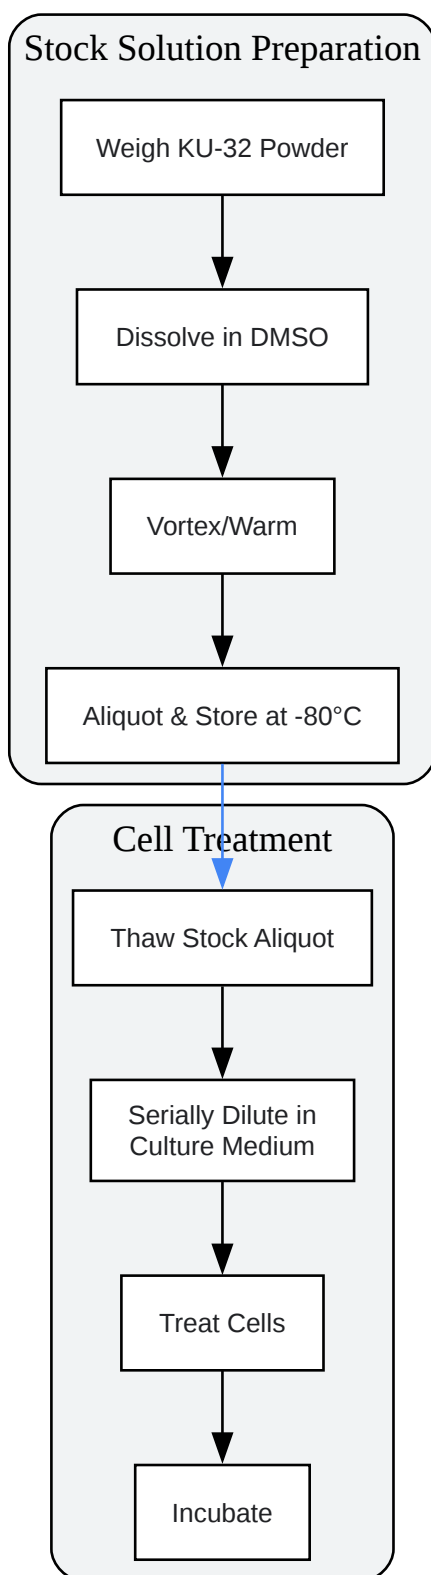 Stock Solution Preparation
Weigh KU-32 Powder
Dissolve in DMSO
Vortex/Warm
Aliquot & Store at -80°C
Cell Treatment
Thaw Stock Aliquot
Serially Dilute in
Culture Medium
Treat Cells
Incubate